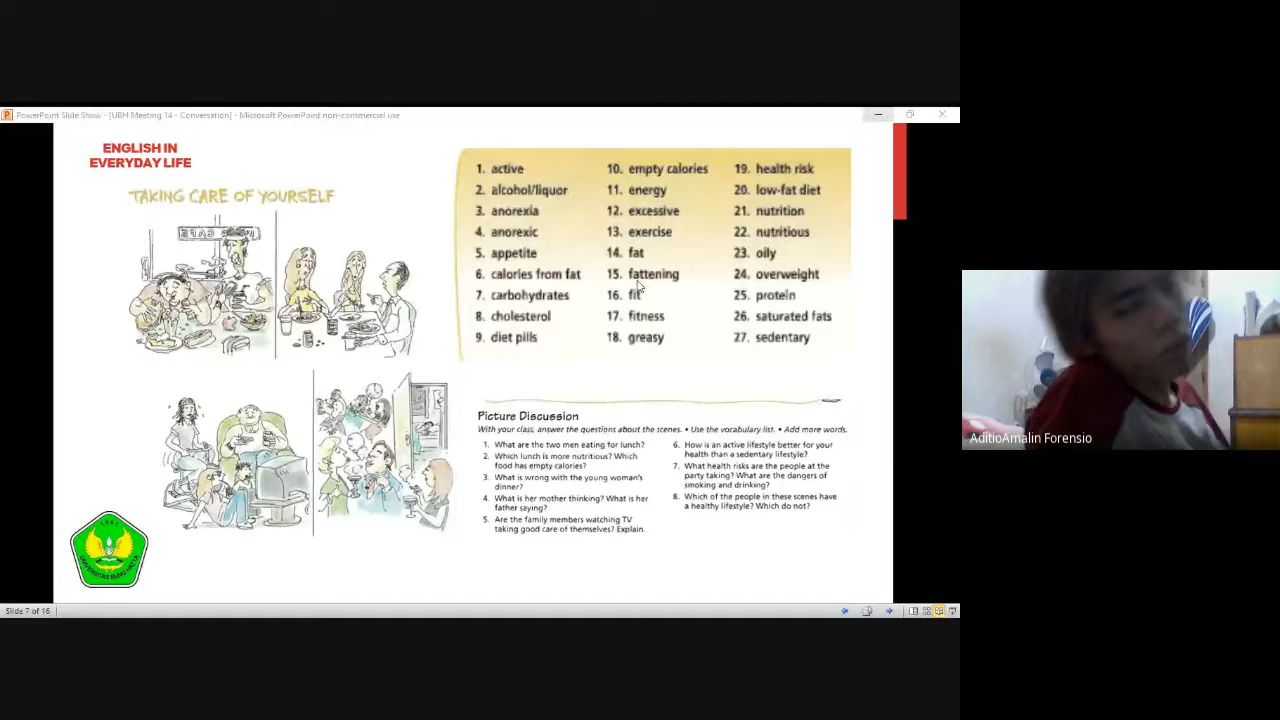 PowerPoint Slide Show - [UBH Meeting 14 - Conversation] - Microsoft PowerPoint non-commercial use
ENGLISH IN
EVERYDAY LIFE
TAKING CARE OF YOURSELF
1. active
2. alcohol/liquor
3. anorexia
4. anorexic
5. appetite
6. calories from fat
7. carbohydrates
8. cholesterol
9. diet pills
10. empty calories
11. energy
12. excessive
13. exercise
14. fat
15. fattening
16. fit
17. fitness
18. greasy
19. health risk
20. low-fat diet
21. nutrition
22. nutritious
23. oily
24. overweight
25. protein
26. saturated fats
27. sedentary
Picture Discussion
With your class, answer the questions about the scenes. • Use the vocabulary list. • Add more words.
1. What are the two men eating for lunch?
2. Which lunch is more nutritious? Which
food has empty calories?
3. What is wrong with the young woman's
dinner?
4. What is her mother thinking? What is her
father saying?
5. Are the family members watching TV
taking good care of themselves? Explain.
6. How is an active lifestyle better for your
health than a sedentary lifestyle?
7. What health risks are the people at the
party taking? What are the dangers of
smoking and drinking?
8. Which of the people in these scenes have
a healthy lifestyle? Which do not?
1981
UNIVERSITAS BUNG HATTA
AditioAmalin Forensio
Slide 7 of 16